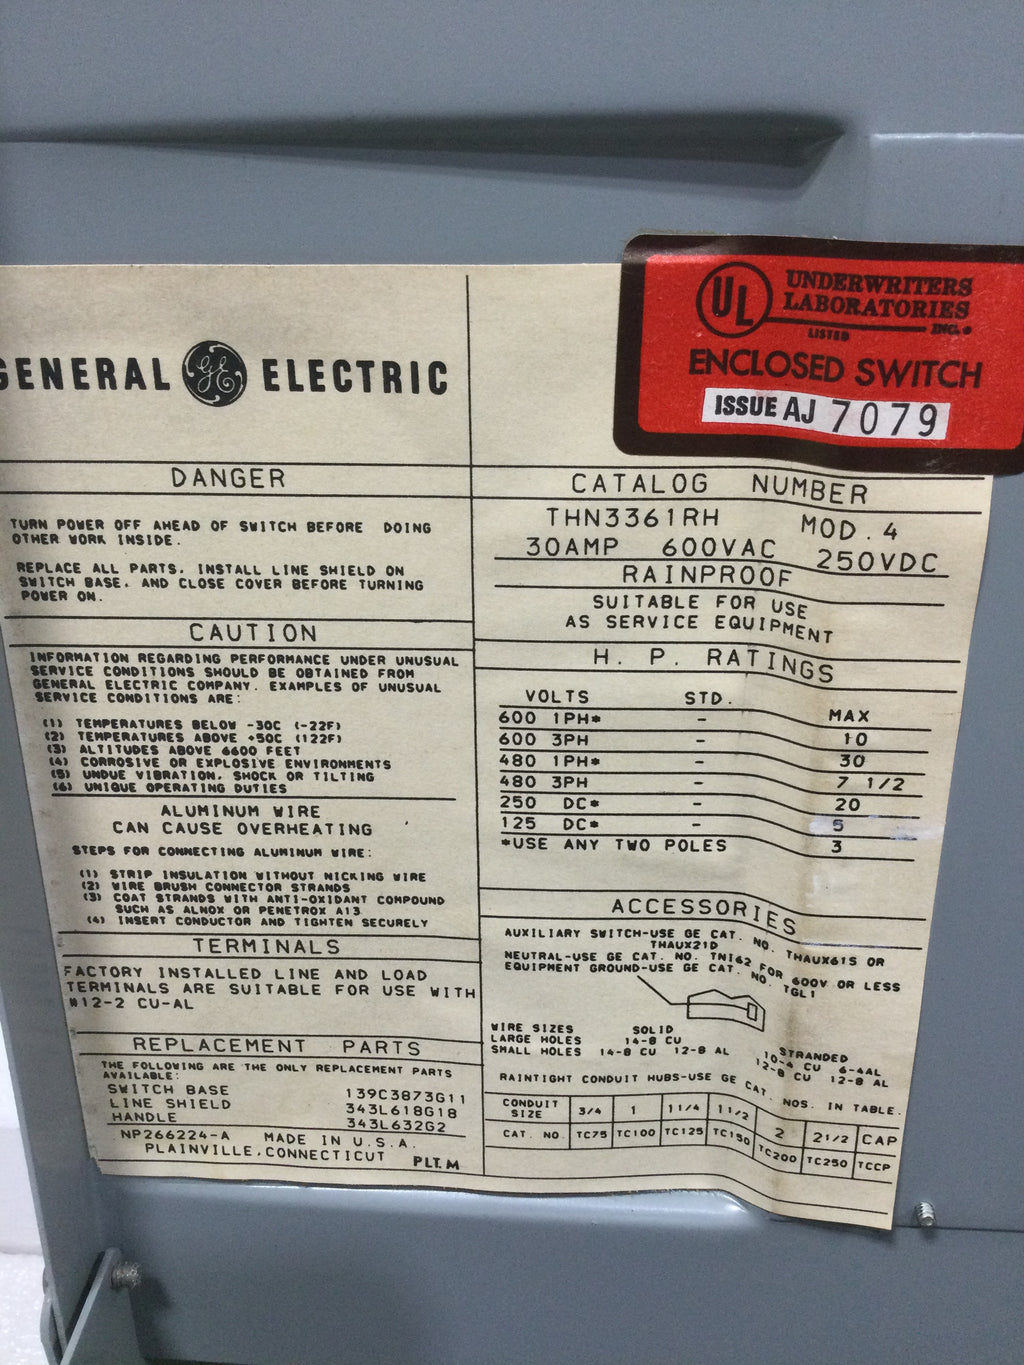 GENERAL GE ELECTRIC
UL UNDERWRITERS
LABORATORIES
INC.
LISTED
ENCLOSED SWITCH
ISSUE AJ 7079
DANGER
TURN POWER OFF AHEAD OF SWITCH BEFORE DOING
OTHER WORK INSIDE.
REPLACE ALL PARTS, INSTALL LINE SHIELD ON
SWITCH BASE, AND CLOSE COVER BEFORE TURNING
POWER ON.
CAUTION
INFORMATION REGARDING PERFORMANCE UNDER UNUSUAL
SERVICE CONDITIONS SHOULD BE OBTAINED FROM
GENERAL ELECTRIC COMPANY. EXAMPLES OF UNUSUAL
SERVICE CONDITIONS ARE:
(1) TEMPERATURES BELOW -30C (-22F)
(2) TEMPERATURES ABOVE +50C (122F)
(3) ALTITUDES ABOVE 6600 FEET
(4) CORROSIVE OR EXPLOSIVE ENVIRONMENTS
(5) UNDUE VIBRATION, SHOCK OR TILTING
(6) UNIQUE OPERATING DUTIES
ALUMINUM WIRE
CAN CAUSE OVERHEATING
STEPS FOR CONNECTING ALUMINUM WIRE:
(1) STRIP INSULATION WITHOUT NICKING WIRE
(2) WIRE BRUSH CONNECTOR STRANDS
(3) COAT STRANDS WITH ANTI-OXIDANT COMPOUND
SUCH AS ALNOX OR PENETROX A13
(4) INSERT CONDUCTOR AND TIGHTEN SECURELY
TERMINALS
FACTORY INSTALLED LINE AND LOAD
TERMINALS ARE SUITABLE FOR USE WITH
#12-2 CU-AL
REPLACEMENT PARTS
THE FOLLOWING ARE THE ONLY REPLACEMENT PARTS
AVAILABLE:
SWITCH BASE 139C3873G11
LINE SHIELD 343L618G18
HANDLE 343L632G2
NP266224-A MADE IN U.S.A.
PLAINVILLE, CONNECTICUT PLT. M
CATALOG NUMBER
THN3361RH MOD. 4
30AMP 600VAC 250VDC
RAINPROOF
SUITABLE FOR USE
AS SERVICE EQUIPMENT
H. P. RATINGS
VOLTS STD. MAX
600 1PH* - 10
600 3PH - 30
480 1PH* - 7 1/2
480 3PH - 20
250 DC* - 5
125 DC* - 3
*USE ANY TWO POLES
ACCESSORIES
AUXILIARY SWITCH-USE GE CAT. NO. THAUX61S OR
THAUX21D
NEUTRAL-USE GE CAT. NO. TNI62 FOR 600V OR LESS
EQUIPMENT GROUND-USE GE CAT. NO. TGL1
WIRE SIZES SOLID STRANDED
LARGE HOLES 14-8 CU 10-4 CU 6-4AL
SMALL HOLES 14-8 CU 12-8 AL 12-8 CU 12-8 AL
RAINTIGHT CONDUIT HUBS-USE GE CAT. NOS. IN TABLE.
CONDUIT SIZE 3/4 1 1 1/4 1 1/2 2 2 1/2 CAP
CAT. NO. TC75 TC100 TC125 TC150 TC200 TC250 TCCP